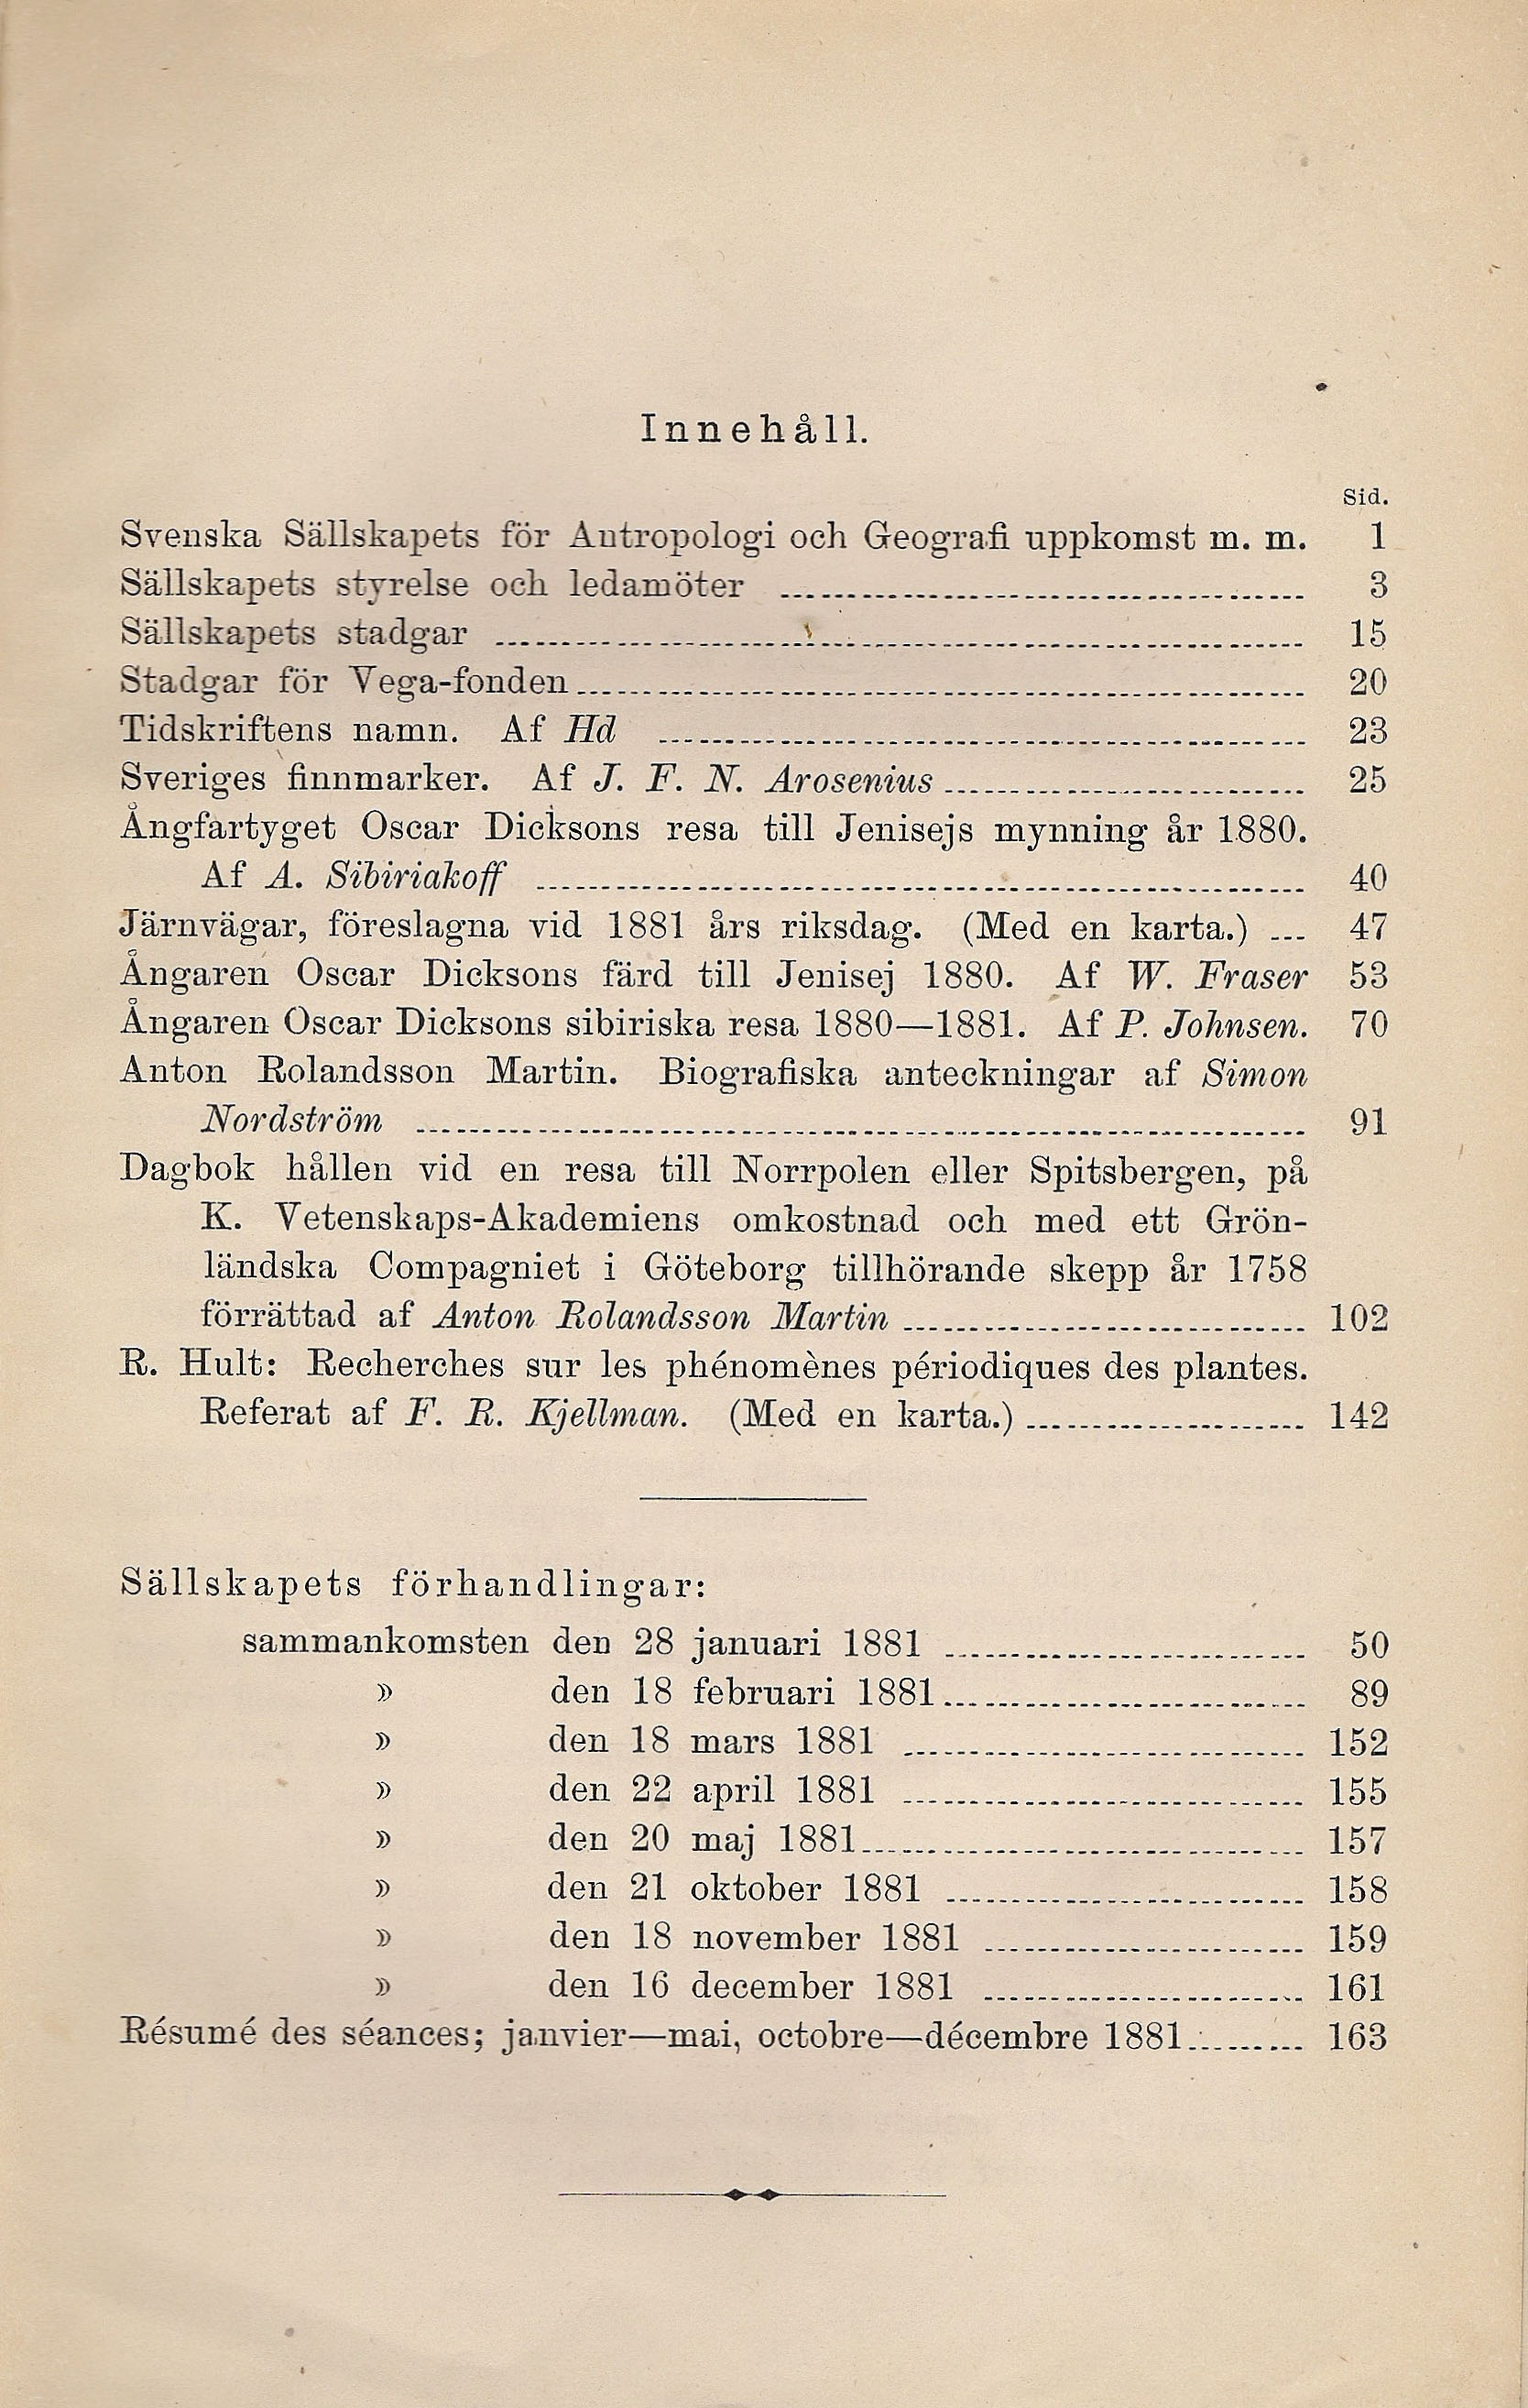 Innehåll.
Sid.
Svenska Sällskapets för Antropologi och Geografi uppkomst m. m. 1
Sällskapets styrelse och ledamöter 3
Sällskapets stadgar 15
Stadgar för Vega-fonden 20
Tidskriftens namn. Af Hd 23
Sveriges finnmarker. Af J. F. N. Arosenius 25
Ångfartyget Oscar Dicksons resa till Jenisejs mynning år 1880.
Af A. Sibiriakoff 40
Järnvägar, föreslagna vid 1881 års riksdag. (Med en karta.) 47
Ångaren Oscar Dicksons färd till Jenisej 1880. Af W. Fraser 53
Ångaren Oscar Dicksons sibiriska resa 1880—1881. Af P. Johnsen. 70
Anton Rolandsson Martin. Biografiska anteckningar af Simon
Nordström 91
Dagbok hållen vid en resa till Norrpolen eller Spitsbergen, på
K. Vetenskaps-Akademiens omkostnad och med ett Grön-
ländska Compagniet i Göteborg tillhörande skepp år 1758
förrättad af Anton Rolandsson Martin 102
R. Hult: Recherches sur les phénomènes périodiques des plantes.
Referat af F. R. Kjellman. (Med en karta.) 142
Sällskapets förhandlingar:
sammankomsten den 28 januari 1881 50
» den 18 februari 1881 89
» den 18 mars 1881 152
» den 22 april 1881 155
» den 20 maj 1881 157
» den 21 oktober 1881 158
» den 18 november 1881 159
» den 16 december 1881 161
Résumé des séances; janvier—mai, octobre—décembre 1881 163